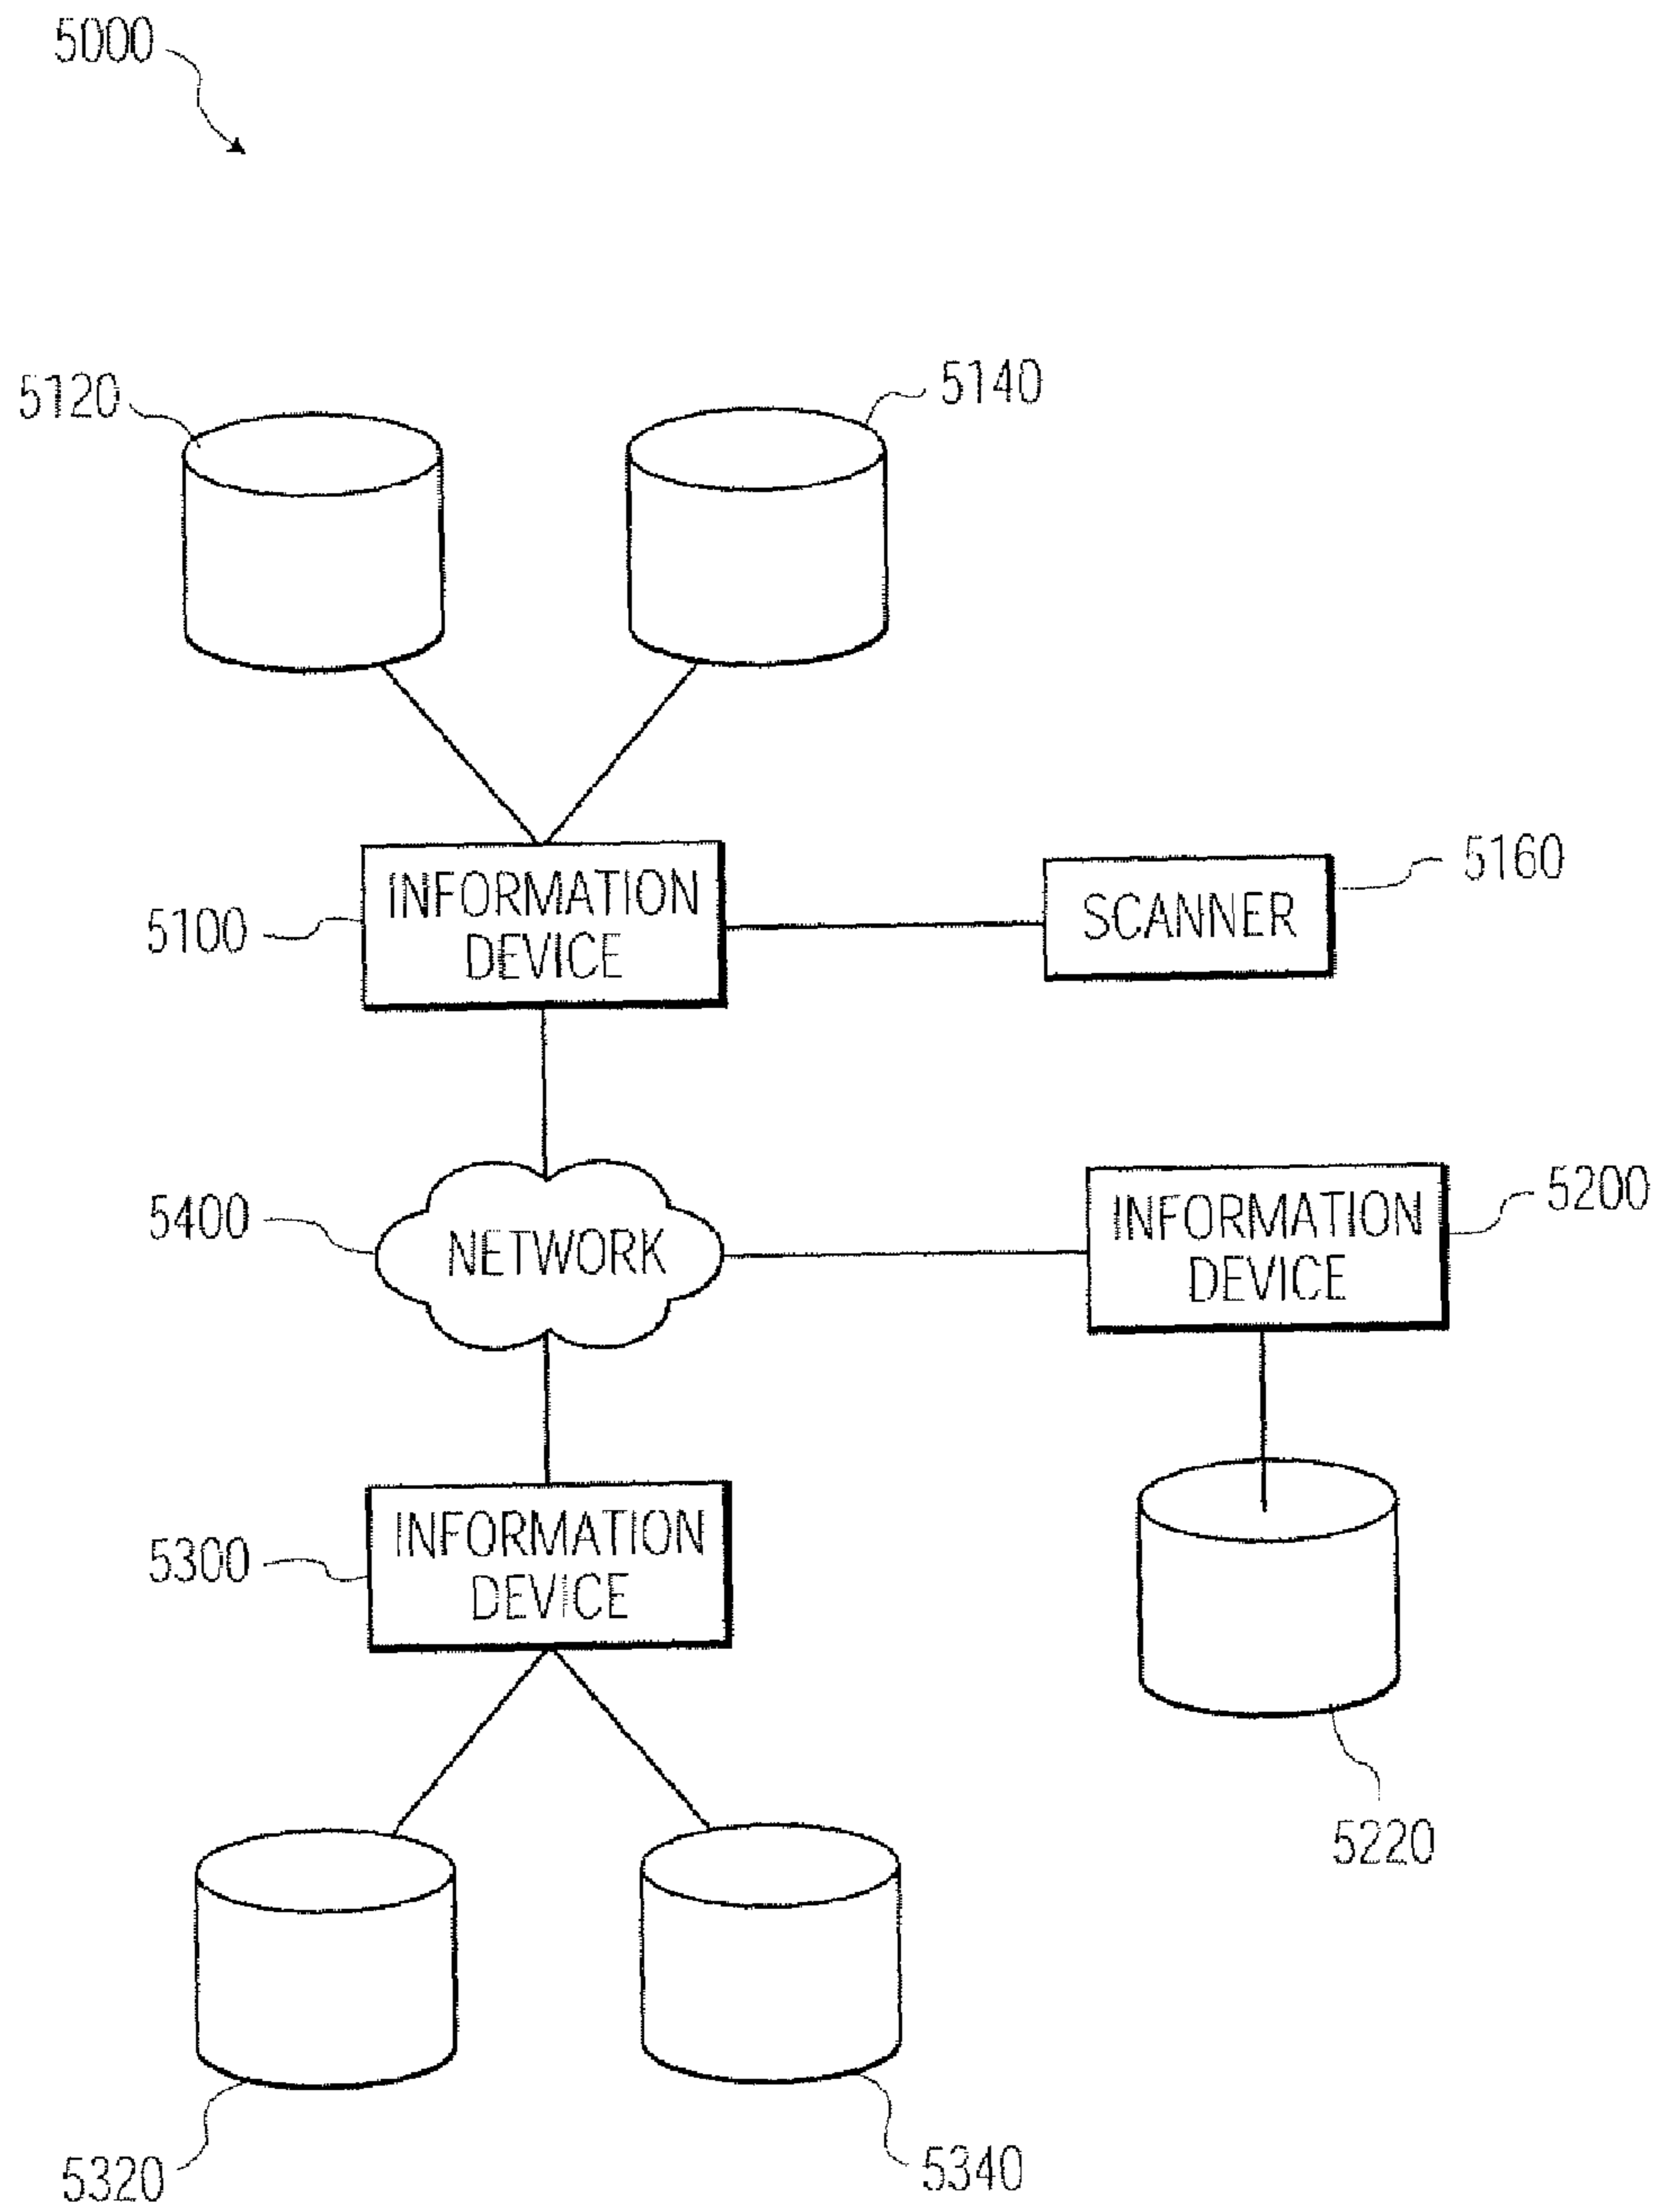 5000
5120
5140
INFORMATION
DEVICE
5100
SCANNER
5160
5400
NETWORK
INFORMATION
DEVICE
5200
5300
INFORMATION
DEVICE
5220
5320
5340